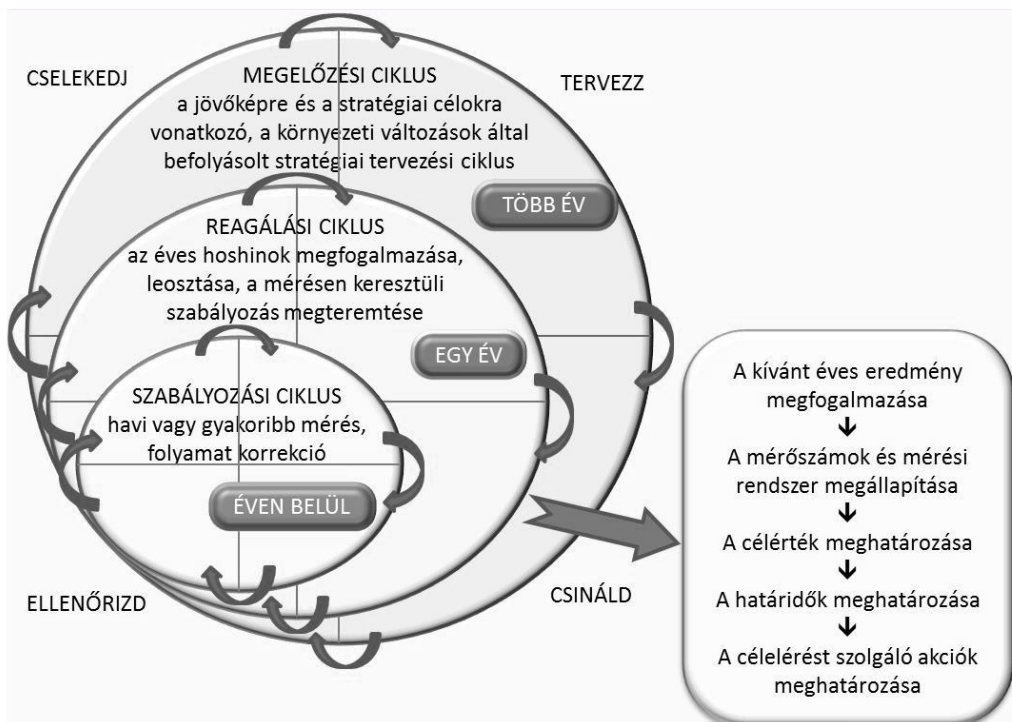 CSELEKEDJ
TERVEZZ
MEGELŐZÉSI CIKLUS
a jövőképre és a stratégiai célokra
vonatkozó, a környezeti változások által
befolyásolt stratégiai tervezési ciklus
TÖBB ÉV
REAGÁLÁSI CIKLUS
az éves hoshinok megfogalmazása,
leosztása, a mérésen keresztüli
szabályozás megteremtése
EGY ÉV
SZABÁLYOZÁSI CIKLUS
havi vagy gyakoribb mérés,
folyamat korrekció
ÉVEN BELÜL
ELLENŐRIZD
CSINÁLD
A kívánt éves eredmény
megfogalmazása
A mérőszámok és mérési
rendszer megállapítása
A célérték meghatározása
A határidők meghatározása
A célelérést szolgáló akciók
meghatározása